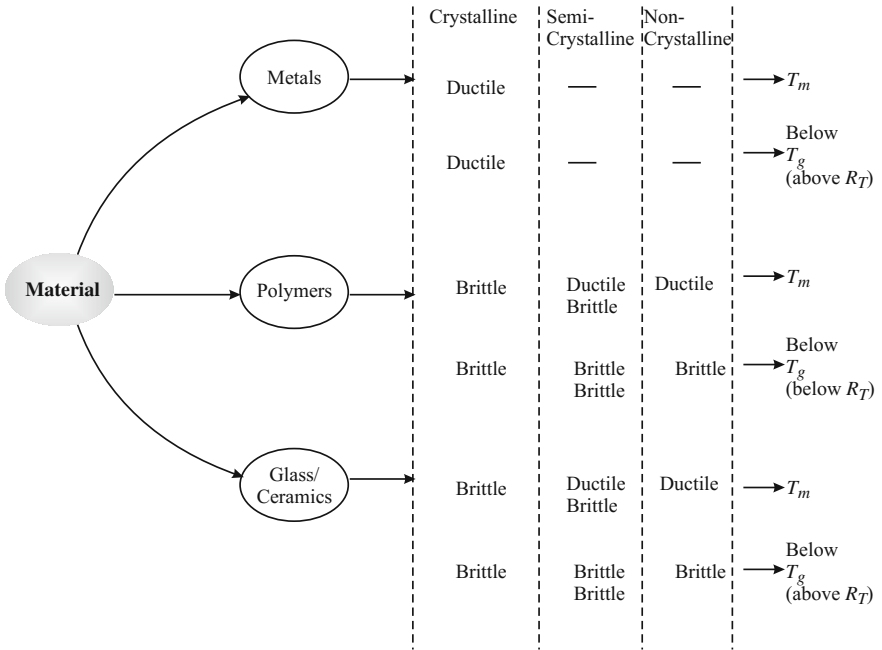 Crystalline
Semi-
Crystalline
Non-
Crystalline
Metals
Ductile
—
—
T_m
Ductile
—
—
Below
T_g
(above R_T)
Material
Polymers
Brittle
Ductile
Brittle
Ductile
T_m
Brittle
Brittle
Brittle
Brittle
Below
T_g
(below R_T)
Glass/
Ceramics
Brittle
Ductile
Brittle
Ductile
T_m
Brittle
Brittle
Brittle
Brittle
Below
T_g
(above R_T)